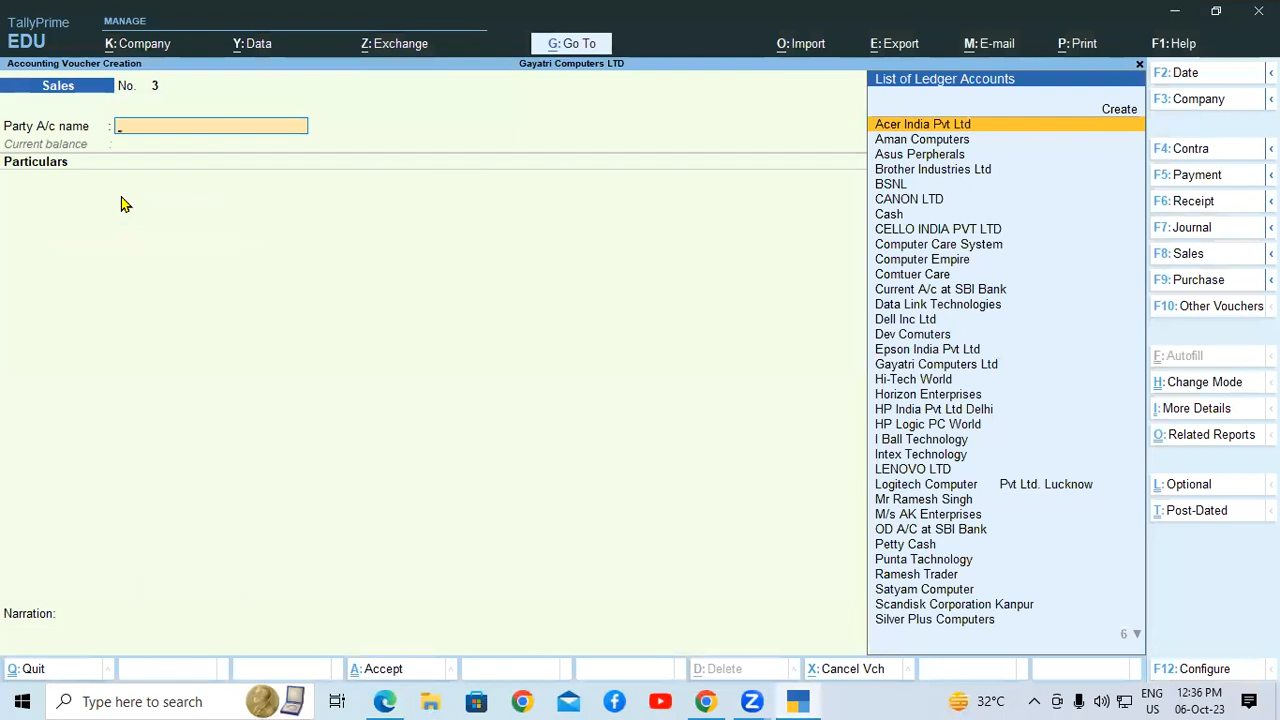 TallyPrime
EDU
MANAGE
K: Company
Y: Data
Z: Exchange
G: Go To
O: Import
E: Export
M: E-mail
P: Print
F1: Help
Accounting Voucher Creation
Gayatri Computers LTD
×
Sales
No. 3
Party A/c name :
Current balance :
Particulars
Narration:
List of Ledger Accounts
Create
Acer India Pvt Ltd
Aman Computers
Asus Perpherals
Brother Industries Ltd
BSNL
CANON LTD
Cash
CELLO INDIA PVT LTD
Computer Care System
Computer Empire
Comtuer Care
Current A/c at SBI Bank
Data Link Technologies
Dell Inc Ltd
Dev Comuters
Epson India Pvt Ltd
Gayatri Computers Ltd
Hi-Tech World
Horizon Enterprises
HP India Pvt Ltd Delhi
HP Logic PC World
I Ball Technology
Intex Technology
LENOVO LTD
Logitech Computer Pvt Ltd. Lucknow
Mr Ramesh Singh
M/s AK Enterprises
OD A/C at SBI Bank
Petty Cash
Punta Tachnology
Ramesh Trader
Satyam Computer
Scandisk Corporation Kanpur
Silver Plus Computers
6 ▼
F2: Date
F3: Company
F4: Contra
F5: Payment
F6: Receipt
F7: Journal
F8: Sales
F9: Purchase
F10: Other Vouchers
F: Autofill
H: Change Mode
I: More Details
O: Related Reports
L: Optional
T: Post-Dated
Q: Quit
A: Accept
D: Delete
X: Cancel Vch
F12: Configure
Type here to search
32°C
ENG
US
12:36 PM
06-Oct-23